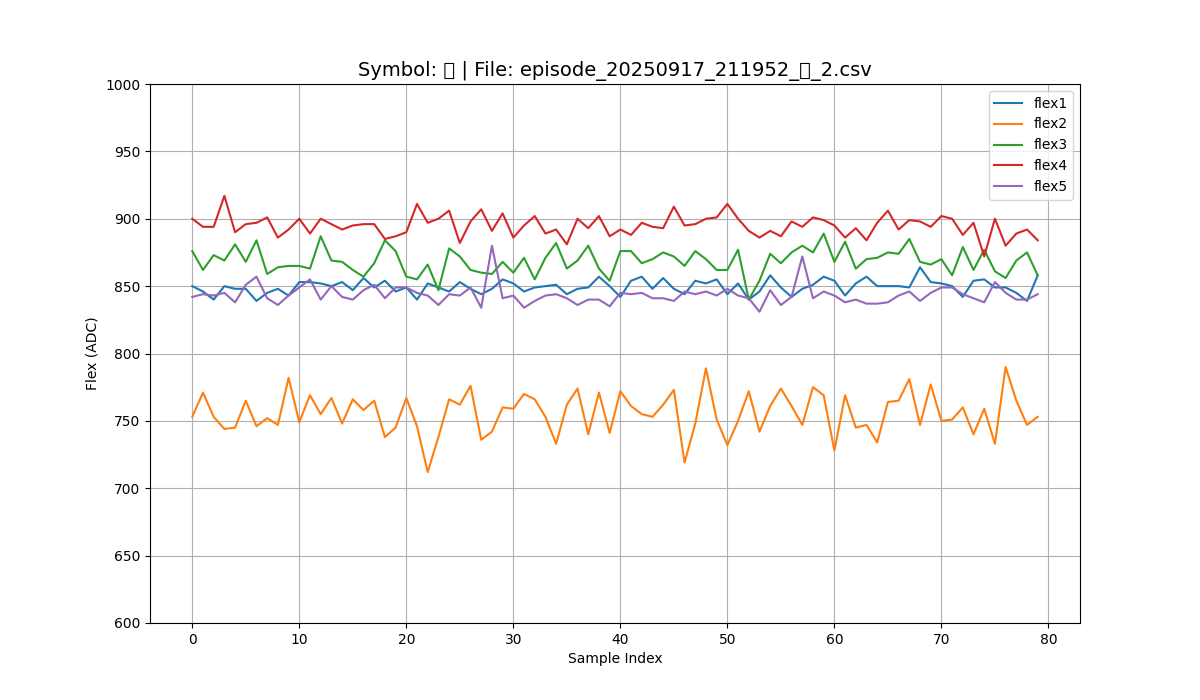 Symbol: | File: episode_20250917_211952_ _2.csv
1000
950
900
850
800
750
700
650
600
Flex (ADC)
0 10 20 30 40 50 60 70 80
Sample Index
flex1
flex2
flex3
flex4
flex5